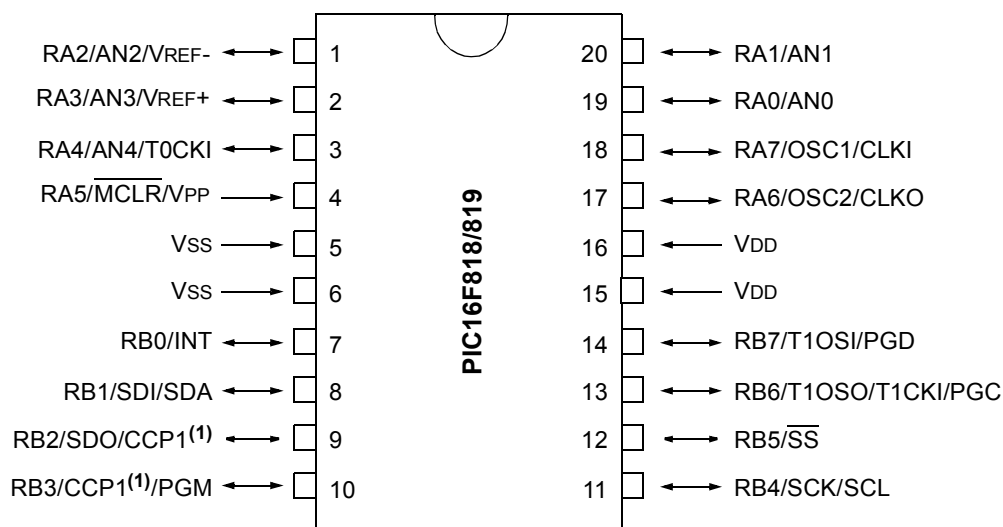 RA2/AN2/VREF- 1 20 RA1/AN1
RA3/AN3/VREF+ 2 19 RA0/AN0
RA4/AN4/T0CKI 3 18 RA7/OSC1/CLKI
RA5/M̅C̅L̅R̅/VPP 4 17 RA6/OSC2/CLKO
VSS 5 16 VDD
VSS 6 15 VDD
RB0/INT 7 14 RB7/T1OSI/PGD
RB1/SDI/SDA 8 13 RB6/T1OSO/T1CKI/PGC
RB2/SDO/CCP1(1) 9 12 RB5/S̅S̅
RB3/CCP1(1)/PGM 10 11 RB4/SCK/SCL
PIC16F818/819